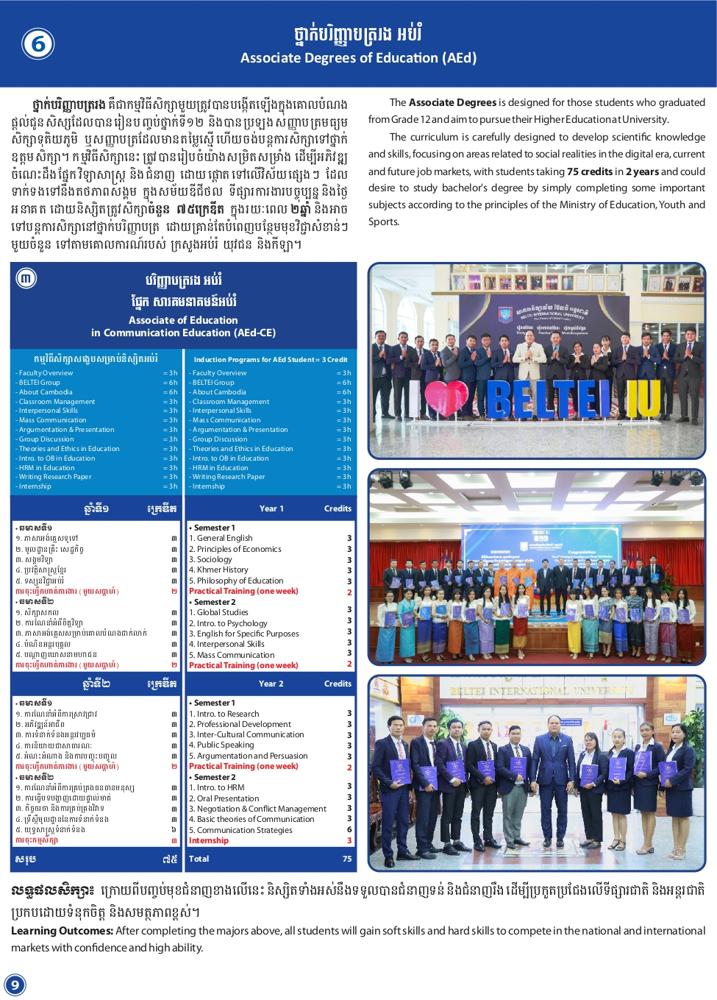 6
ថ្នាក់បរិញ្ញាបត្ររង អប់រំ
Associate Degrees of Education (AEd)
ថ្នាក់បរិញ្ញាបត្ររង គឺជាកម្មវិធីសិក្សាមួយត្រូវបានបង្កើតឡើងក្នុងគោលបំណង
ផ្តល់ជូនសិស្សដែលបានរៀនបញ្ចប់ថ្នាក់ទី១២ និងបានប្រឡងសញ្ញាបត្រមធ្យម
សិក្សាទុតិយភូមិ ឬសញ្ញាបត្រដែលមានតម្លៃស្មើ ហើយចង់បន្តការសិក្សាទៅថ្នាក់
ឧត្តមសិក្សា។ កម្មវិធីសិក្សានេះ ត្រូវបានរៀបចំយ៉ាងសម្រិតសម្រាំង ដើម្បីអភិវឌ្ឍ
ចំណេះដឹងផ្នែកវិទ្យាសាស្ត្រ និងជំនាញ ដោយផ្តោតទៅលើវិស័យផ្សេងៗ ដែល
ទាក់ទងទៅនឹងតថភាពសង្គម ក្នុងសម័យឌីជីថល ទីផ្សារការងារបច្ចុប្បន្ន និងថ្ងៃ
អនាគត ដោយនិស្សិតត្រូវសិក្សាចំនួន ៧៥ក្រេឌីត ក្នុងរយៈពេល ២ឆ្នាំ និងអាច
ទៅបន្តការសិក្សានៅថ្នាក់បរិញ្ញាបត្រ ដោយគ្រាន់តែបំពេញបន្ថែមមុខវិជ្ជាសំខាន់ៗ
មួយចំនួន ទៅតាមគោលការណ៍របស់ ក្រសួងអប់រំ យុវជន និងកីឡា។
The Associate Degrees is designed for those students who graduated
from Grade 12 and aim to pursue their Higher Education at University.
The curriculum is carefully designed to develop scientific knowledge
and skills, focusing on areas related to social realities in the digital era, current
and future job markets, with students taking 75 credits in 2 years and could
desire to study bachelor's degree by simply completing some important
subjects according to the principles of the Ministry of Education, Youth and
Sports.
៣
បរិញ្ញាបត្ររង អប់រំ
ផ្នែក សារគមនាគមន៍អប់រំ
Associate of Education
in Communication Education (AEd-CE)
កម្មវិធីសិក្សាសង្ខេបសម្រាប់និស្សិតអប់រំ
- Faculty Overview = 3h
- BELTEI Group = 6h
- About Cambodia = 6h
- Classroom Management = 3h
- Interpersonal Skills = 3h
- Mass Communication = 3h
- Argumentation & Presentation = 3h
- Group Discussion = 3h
- Theories and Ethics in Education = 3h
- Intro. to OB in Education = 3h
- HRM in Education = 3h
- Writing Research Paper = 3h
- Internship = 3h
Induction Programs for AEd Student = 3 Credit
- Faculty Overview = 3h
- BELTEI Group = 6h
- About Cambodia = 6h
- Classroom Management = 3h
- Interpersonal Skills = 3h
- Mass Communication = 3h
- Argumentation & Presentation = 3h
- Group Discussion = 3h
- Theories and Ethics in Education = 3h
- Intro. to OB in Education = 3h
- HRM in Education = 3h
- Writing Research Paper = 3h
- Internship = 3h
ឆ្នាំទី១ ក្រេឌីត
• ឆមាសទី១
១. ភាសាអង់គ្លេសទូទៅ ៣
២. មូលដ្ឋានគ្រឹះ សេដ្ឋកិច្ច ៣
៣. សង្គមវិទ្យា ៣
៤. ប្រវត្តិសាស្ត្រខ្មែរ ៣
៥. ទស្សនវិជ្ជាអប់រំ ៣
ការចុះហ្វឹកហាត់ការងារ (មួយសប្តាហ៍) ២
• ឆមាសទី២
១. សិក្សាសកល ៣
២. ការណែនាំអំពីចិត្តវិទ្យា ៣
៣. ភាសាអង់គ្លេសសម្រាប់គោលបំណងជាក់លាក់ ៣
៤. បំណិនអន្តរបុគ្គល ៣
៥. បណ្តាញឃោសនាមហាជន ៣
ការចុះហ្វឹកហាត់ការងារ (មួយសប្តាហ៍) ២
Year 1 Credits
• Semester 1
1. General English 3
2. Principles of Economics 3
3. Sociology 3
4. Khmer History 3
5. Philosophy of Education 3
Practical Training (one week) 2
• Semester 2
1. Global Studies 3
2. Intro. to Psychology 3
3. English for Specific Purposes 3
4. Interpersonal Skills 3
5. Mass Communication 3
Practical Training (one week) 2
ឆ្នាំទី២ ក្រេឌីត
• ឆមាសទី១
១. ការណែនាំអំពីការស្រាវជ្រាវ ៣
២. អភិវឌ្ឍន៍អាជីព ៣
៣. ការទំនាក់ទំនងអន្តរវប្បធម៌ ៣
៤. ការនិយាយជាសាធារណៈ ៣
៥. អំណះអំណាង និងការបញ្ចុះបញ្ចូល ៣
ការចុះហ្វឹកហាត់ការងារ (មួយសប្តាហ៍) ២
• ឆមាសទី២
១. ការណែនាំអំពីការគ្រប់គ្រងធនធានមនុស្ស ៣
២. ការធ្វើបទបង្ហាញដោយផ្ទាល់មាត់ ៣
៣. កិច្ចចរចា និងការគ្រប់គ្រងវិវាទ ៣
៤. ទ្រឹស្តីមូលដ្ឋាននៃការទំនាក់ទំនង ៣
៥. យុទ្ធសាស្ត្រទំនាក់ទំនង ៦
ការចុះកម្មសិក្សា ៣
សរុប ៧៥
Year 2 Credits
• Semester 1
1. Intro. to Research 3
2. Professional Development 3
3. Inter-Cultural Communication 3
4. Public Speaking 3
5. Argumentation and Persuasion 3
Practical Training (one week) 2
• Semester 2
1. Intro. to HRM 3
2. Oral Presentation 3
3. Negotiation & Conflict Management 3
4. Basic theories of Communication 3
5. Communication Strategies 6
Internship 3
Total 75
BELTEI INTERNATIONAL UNIVERSITY
I BELTEI IU
BELTEI INTERNATIONAL UNIVERSITY
លទ្ធផលសិក្សា៖ ក្រោយពីបញ្ចប់មុខជំនាញខាងលើនេះ និស្សិតទាំងអស់នឹងទទួលបានជំនាញទន់ និងជំនាញរឹង ដើម្បីប្រកួតប្រជែងលើទីផ្សារជាតិ និងអន្តរជាតិ
ប្រកបដោយទំនុកចិត្ត និងសមត្ថភាពខ្ពស់។
Learning Outcomes: After completing the majors above, all students will gain soft skills and hard skills to compete in the national and international
markets with confidence and high ability.
9